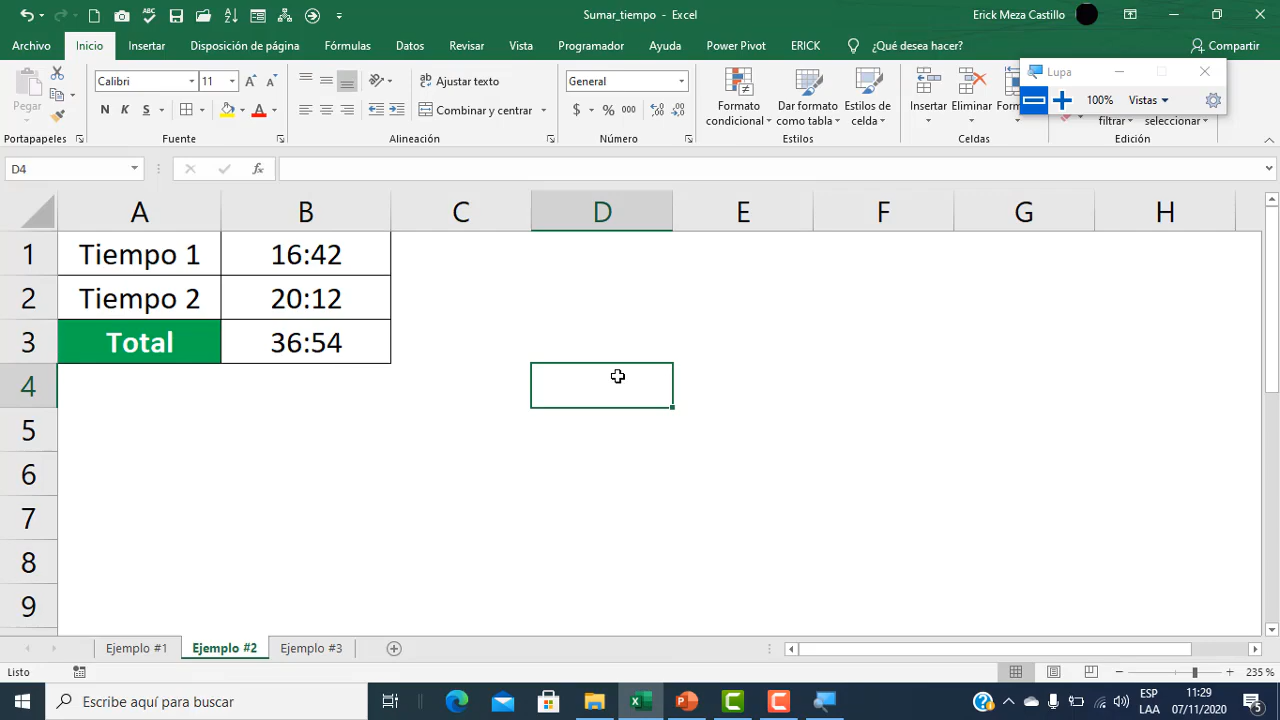 Sumar_tiempo - Excel
Erick Meza Castillo
Archivo Inicio Insertar Disposición de página Fórmulas Datos Revisar Vista Programador Ayuda Power Pivot ERICK ¿Qué desea hacer? Compartir
Lupa
100% Vistas
Pegar
Calibri 11
N K S
Ajustar texto
Combinar y centrar
General
$ % 000
Formato condicional
Dar formato como tabla
Estilos de celda
Insertar
Eliminar
Form
filtrar
seleccionar
Portapapeles Fuente Alineación Número Estilos Celdas Edición
D4
fx
A B C D E F G H
1 Tiempo 1 16:42
2 Tiempo 2 20:12
3 Total 36:54
4
5
6
7
8
9
Ejemplo #1 Ejemplo #2 Ejemplo #3
Listo
235 %
Escribe aquí para buscar
ESP
LAA
11:29
07/11/2020
5